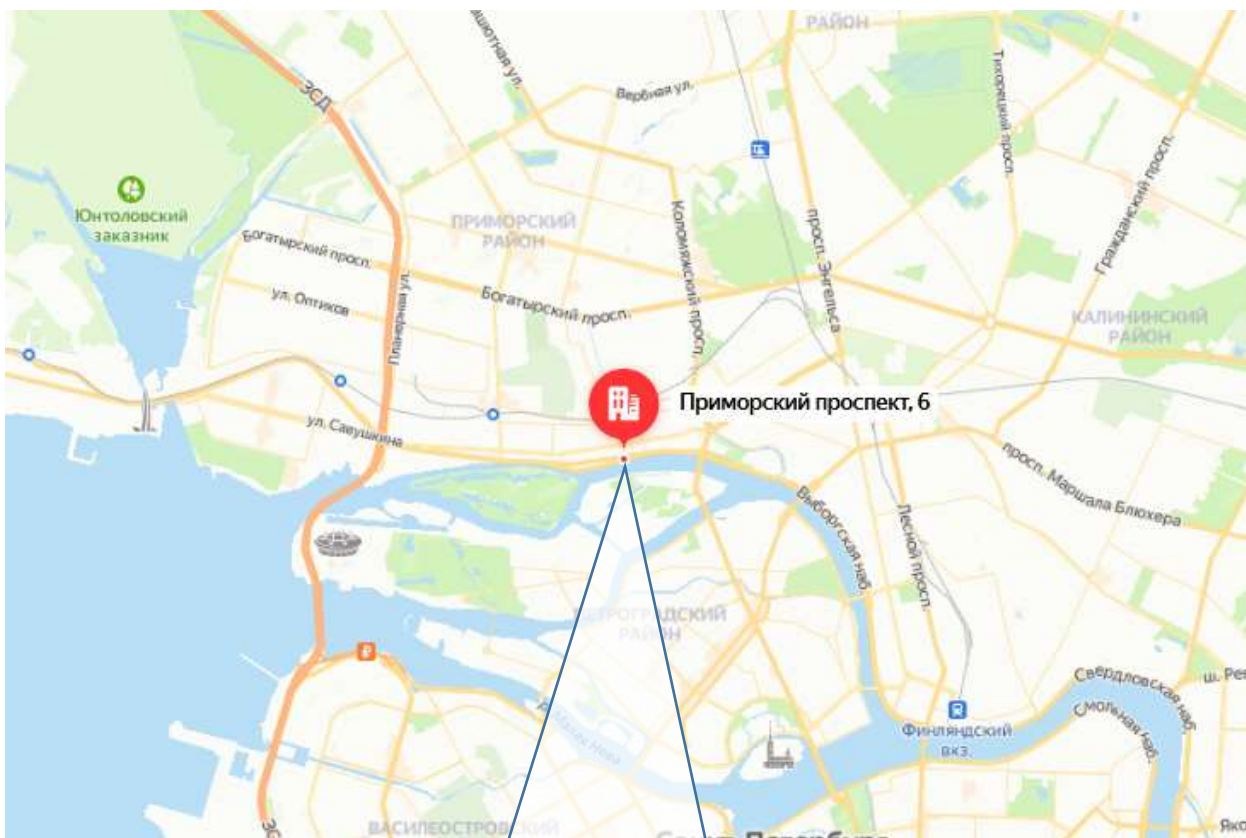 РАЙОН
Вербная ул.
Тихорецкий просп.
ЗСД
Гражданский просп.
Юнтоловский
заказник
ПРИМОРСКИЙ
РАЙОН
Коломяжский просп.
просп. Энгельса
Богатырский просп.
ул. Оптиков
Планерная ул.
Богатырский просп.
КАЛИНИНСКИЙ
РАЙОН
Приморский проспект, 6
ул. Савушкина
просп. Маршала Блюхера
Выборгская наб.
Лесной просп.
ПЕТРОГРАДСКИЙ
РАЙОН
Свердловская наб.
Смольная наб.
Финляндский
вкз.
ВАСИЛЕОСТРОВСКИЙ